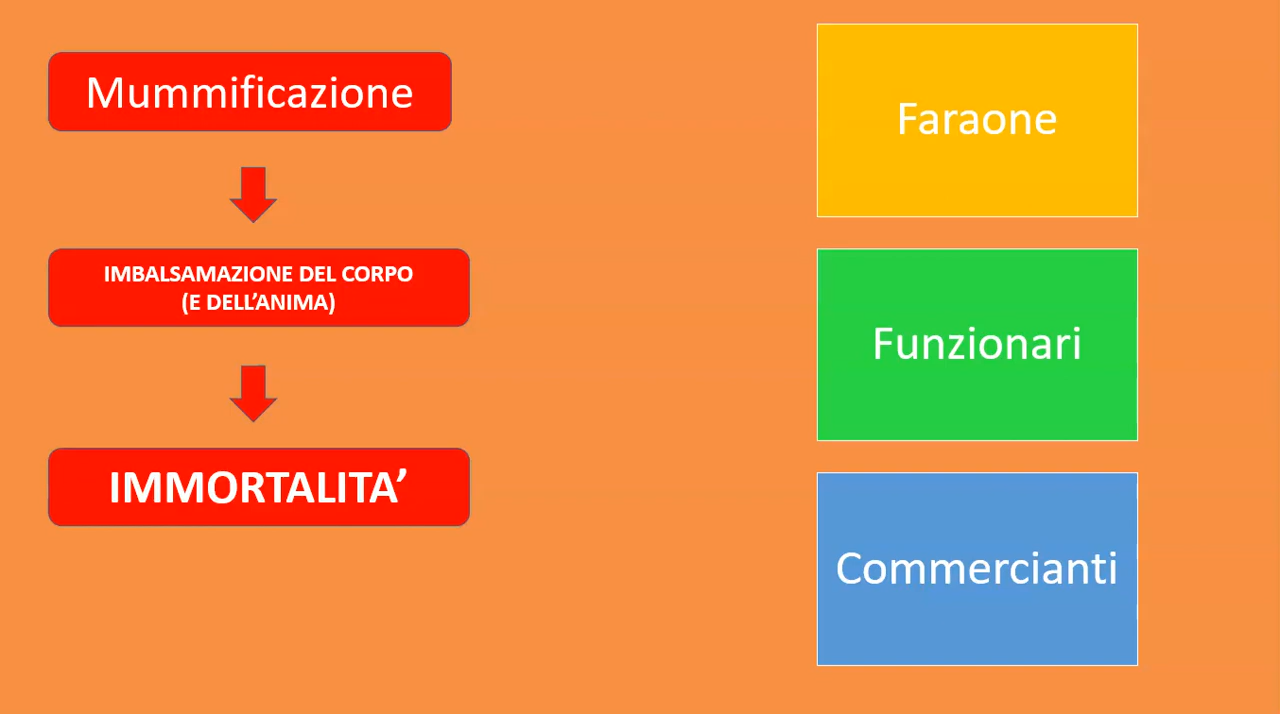 Mummificazione
IMBALSAMAZIONE DEL CORPO
(E DELL’ANIMA)
IMMORTALITA’
Faraone
Funzionari
Commercianti